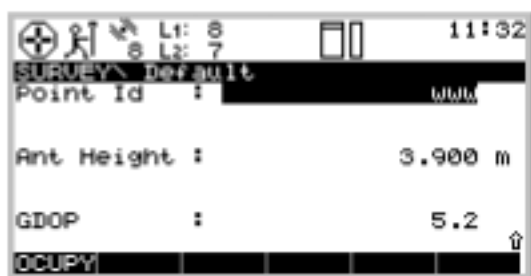 L1: 8 11:32
8 L2: 7
SURVEY\ Default
Point Id : www
Ant Height : 3.900 m
GDOP : 5.2
OCUPY